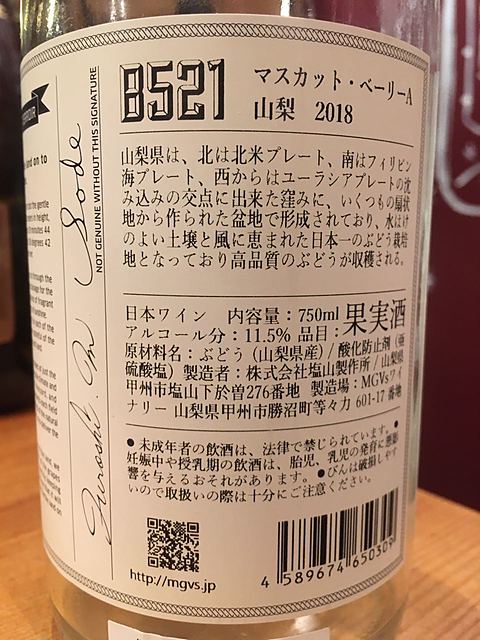 B521
マスカット・ベーリーA
山梨 2018
山梨県は、北は北米プレート、南はフィリピン
海プレート、西からはユーラシアプレートの沈
み込みの交点に出来た窪みに、いくつもの扇状
地から作られた盆地で形成されており、水はけ
のよい土壌と風に恵まれた日本一のぶどう栽培
地となっており高品質のぶどうが収穫される。
日本ワイン 内容量:750ml 果実酒
アルコール分:11.5% 品目:
原材料名:ぶどう(山梨県産)/酸化防止剤(亜
硫酸塩)製造者:株式会社塩山製作所/山梨県
甲州市塩山下於曽276番地 製造場:MGVsワイ
ナリー 山梨県甲州市勝沼町等々力 601-17 番地
●未成年者の飲酒は、法律で禁じられています。●
妊娠中や授乳期の飲酒は、胎児、乳児の発育に悪影
響を与えるおそれがあります。●びんは破損しやす
いので取扱いの際は十分にご注意ください。
http://mgvs.jp
4 589674 650309
NOT GENUINE WITHOUT THIS SIGNATURE